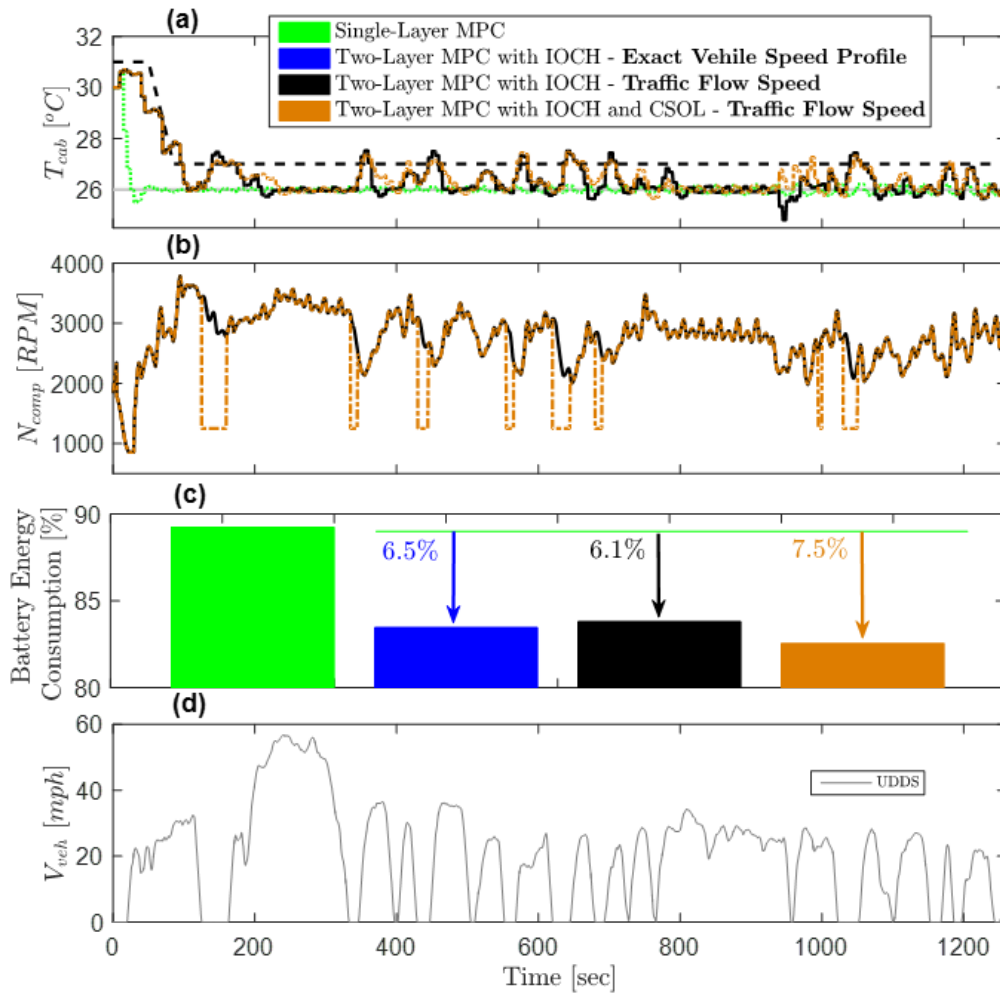 (a)
Single-Layer MPC
Two-Layer MPC with IOCH - Exact Vehile Speed Profile
Two-Layer MPC with IOCH - Traffic Flow Speed
Two-Layer MPC with IOCH and CSOL - Traffic Flow Speed
T_cab [°C]
32
30
28
26
(b)
N_comp [RPM]
4000
3000
2000
1000
(c)
Battery Energy
Consumption [%]
90
85
80
6.5%
6.1%
7.5%
(d)
V_veh [mph]
60
40
20
0
UDDS
0 200 400 600 800 1000 1200
Time [sec]